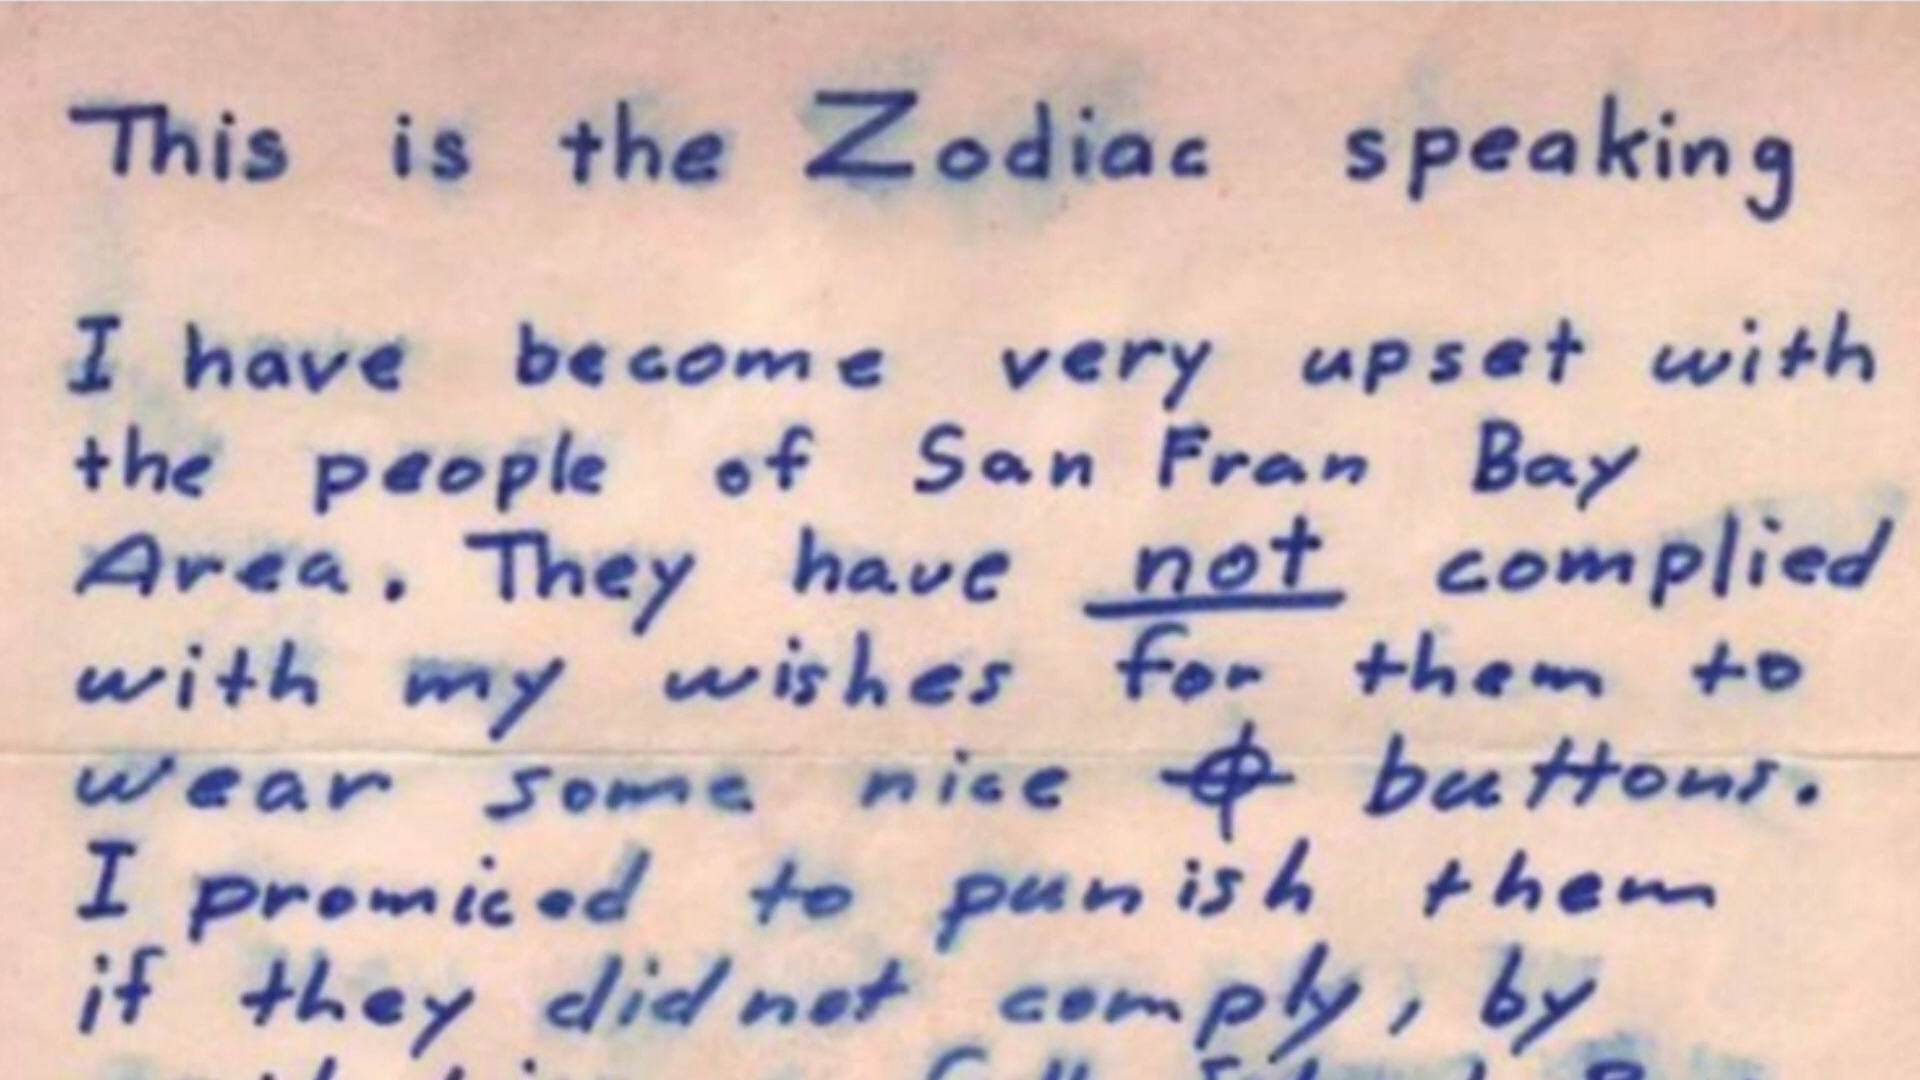 This is the Zodiac speaking
I have become very upset with
the people of San Fran Bay
Area. They have not complied
with my wishes for them to
wear some nice ⌖ buttons.
I promiced to punish them
if they did not comply, by